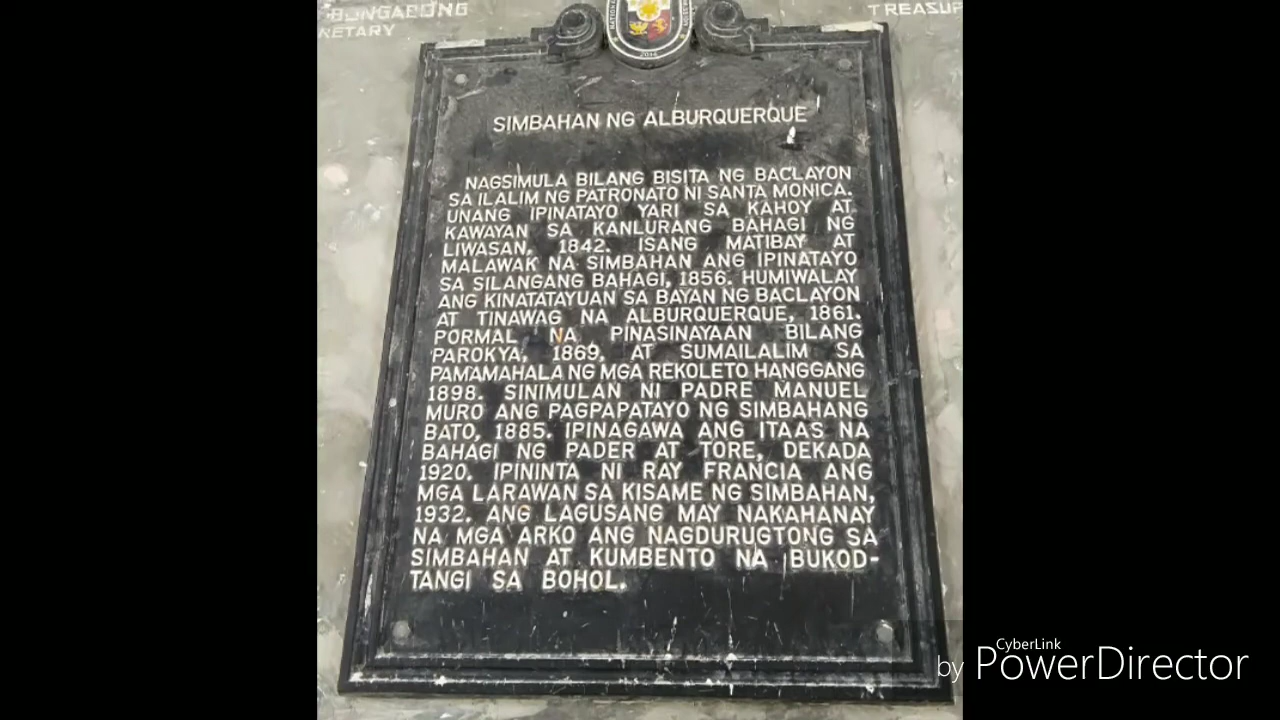 BONGABONG
RETARY
TREASUR
2014
SIMBAHAN NG ALBURQUERQUE
NAGSIMULA BILANG BISITA NG BACLAYON
SA ILALIM NG PATRONATO NI SANTA MONICA.
UNANG IPINATAYO YARI SA KAHOY AT
KAWAYAN SA KANLURANG BAHAGI NG
LIWASAN, 1842. ISANG MATIBAY AT
MALAWAK NA SIMBAHAN ANG IPINATAYO
SA SILANGANG BAHAGI, 1856. HUMIWALAY
ANG KINATATAYUAN SA BAYAN NG BACLAYON
AT TINAWAG NA ALBURQUERQUE, 1861.
PORMAL NA PINASINAYAAN BILANG
PAROKYA, 1869, AT SUMAILALIM SA
PAMAMAHALA NG MGA REKOLETO HANGGANG
1898. SINIMULAN NI PADRE MANUEL
MURO ANG PAGPAPATAYO NG SIMBAHANG
BATO, 1885. IPINAGAWA ANG ITAAS NA
BAHAGI NG PADER AT TORE, DEKADA
1920. IPININTA NI RAY FRANCIA ANG
MGA LARAWAN SA KISAME NG SIMBAHAN,
1932. ANG LAGUSANG MAY NAKAHANAY
NA MGA ARKO ANG NAGDURUGTONG SA
SIMBAHAN AT KUMBENTO NA BUKOD-
TANGI SA BOHOL.
by CyberLink PowerDirector